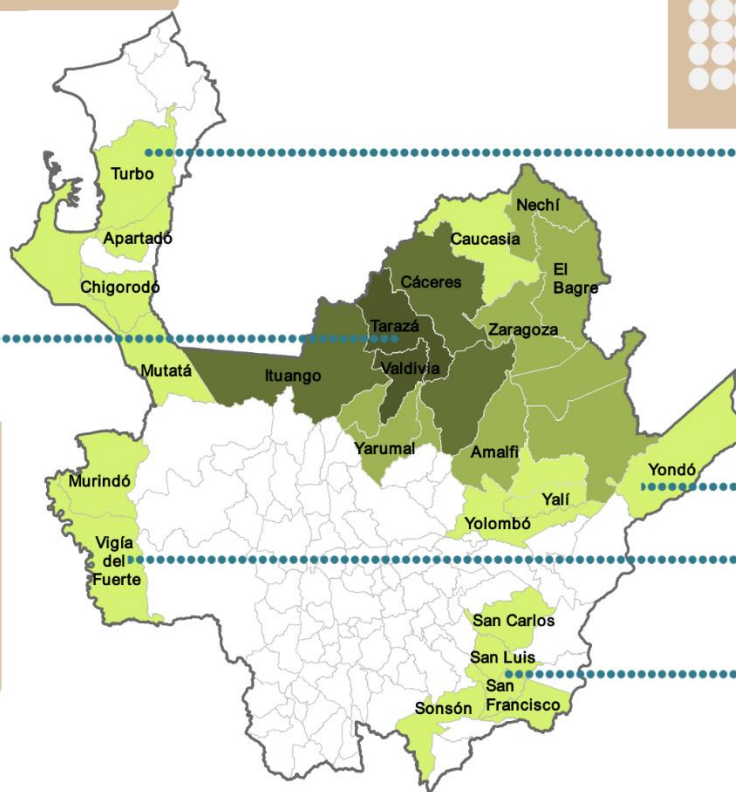 Turbo
Apartadó
Chigorodó
Mutatá
Nechí
Caucasia
El
Bagre
Cáceres
Tarazá
Zaragoza
Valdivia
Ituango
Yarumal
Amalfi
Yondó
Yalí
Yolombó
Murindó
Vigía
del
Fuerte
San Carlos
San Luis
San
Francisco
Sonsón